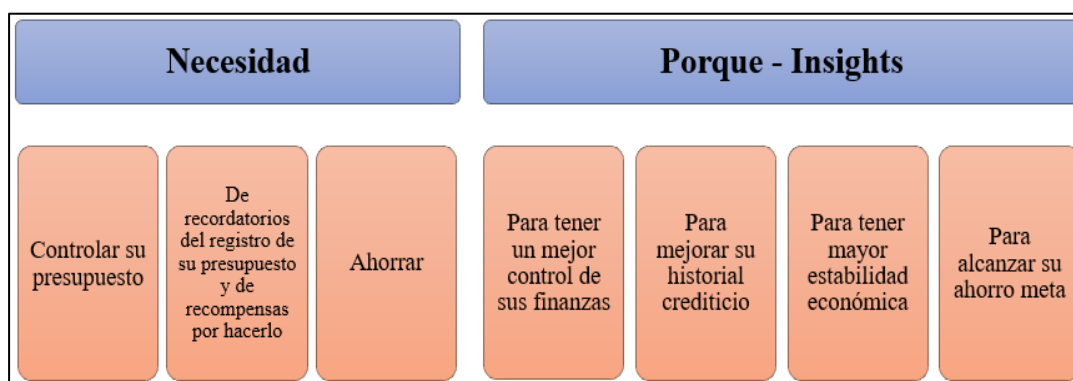 Necesidad
Porque - Insights
Controlar su
presupuesto
De
recordatorios
del registro de
su presupuesto
y de
recompensas
por hacerlo
Ahorrar
Para tener
un mejor
control de
sus finanzas
Para
mejorar su
historial
crediticio
Para tener
mayor
estabilidad
económica
Para
alcanzar su
ahorro meta